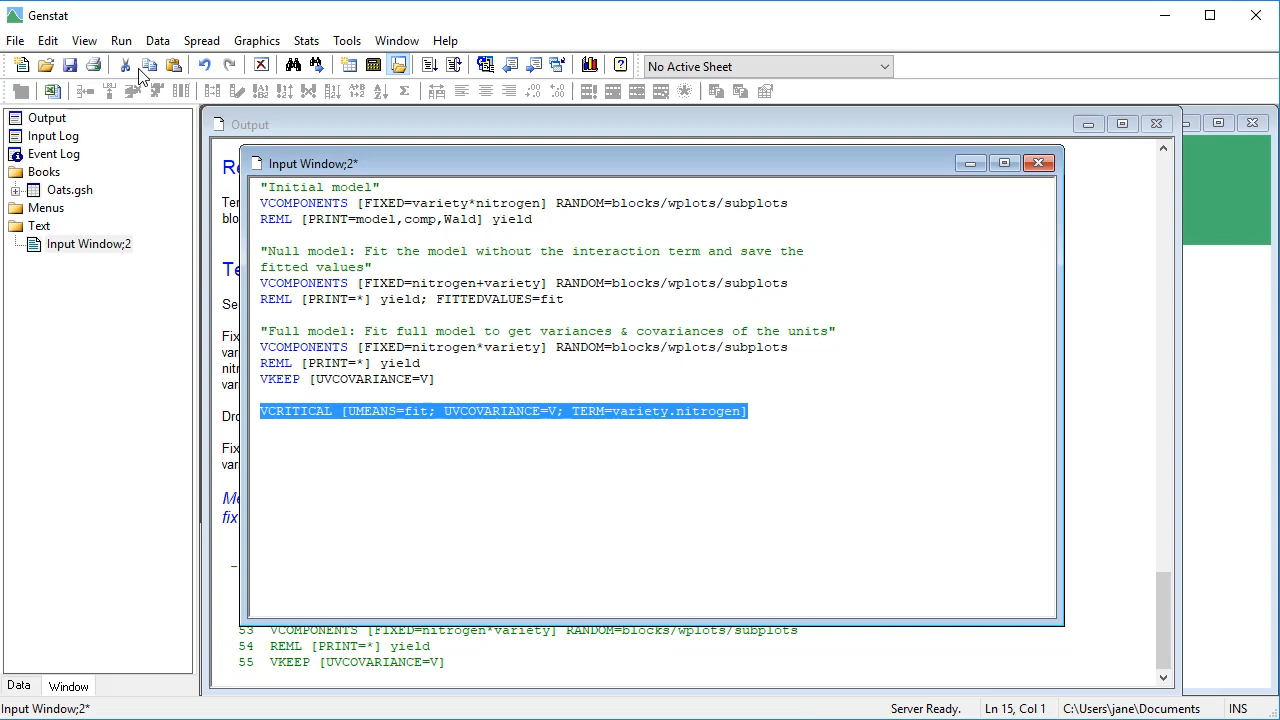 Genstat
File Edit View Run Data Spread Graphics Stats Tools Window Help
No Active Sheet
Output
Input Log
Event Log
Books
Oats.gsh
Menus
Text
Input Window;2
Data Window
Output
Input Window;2*
"Initial model"
VCOMPONENTS [FIXED=variety*nitrogen] RANDOM=blocks/wplots/subplots
REML [PRINT=model,comp,Wald] yield
"Null model: Fit the model without the interaction term and save the
fitted values"
VCOMPONENTS [FIXED=nitrogen+variety] RANDOM=blocks/wplots/subplots
REML [PRINT=*] yield; FITTEDVALUES=fit
"Full model: Fit full model to get variances & covariances of the units"
VCOMPONENTS [FIXED=nitrogen*variety] RANDOM=blocks/wplots/subplots
REML [PRINT=*] yield
VKEEP [UVCOVARIANCE=V]
VCRITICAL [UMEANS=fit; UVCOVARIANCE=V; TERM=variety.nitrogen]
53 VCOMPONENTS [FIXED=nitrogen*variety] RANDOM=blocks/wplots/subplots
54 REML [PRINT=*] yield
55 VKEEP [UVCOVARIANCE=V]
Input Window;2* Server Ready. Ln 15, Col 1 C:\Users\jane\Documents INS